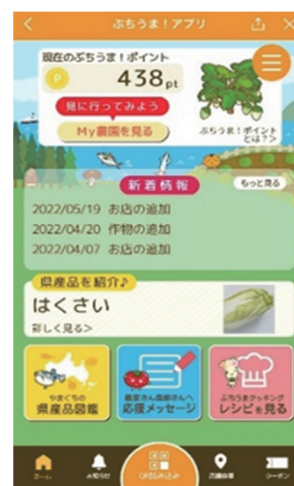 ぷちうま!アプリ
現在のぶちうま!ポイント
P 438pt
見に行ってみよう
My農園を見る
ぶちうま!ポイント
とは?>
新着情報
もっと見る
2022/05/19 お店の追加
2022/04/20 作物の追加
2022/04/07 お店の追加
県産品を紹介♪
はくさい
詳しく見る>
やまぐちの
県産品図鑑
農家さん漁師さんへ
応援メッセージ
ぶちうまクッキング
レシピを見る
ホーム
お知らせ
QR読み込み
店舗検索
クーポン